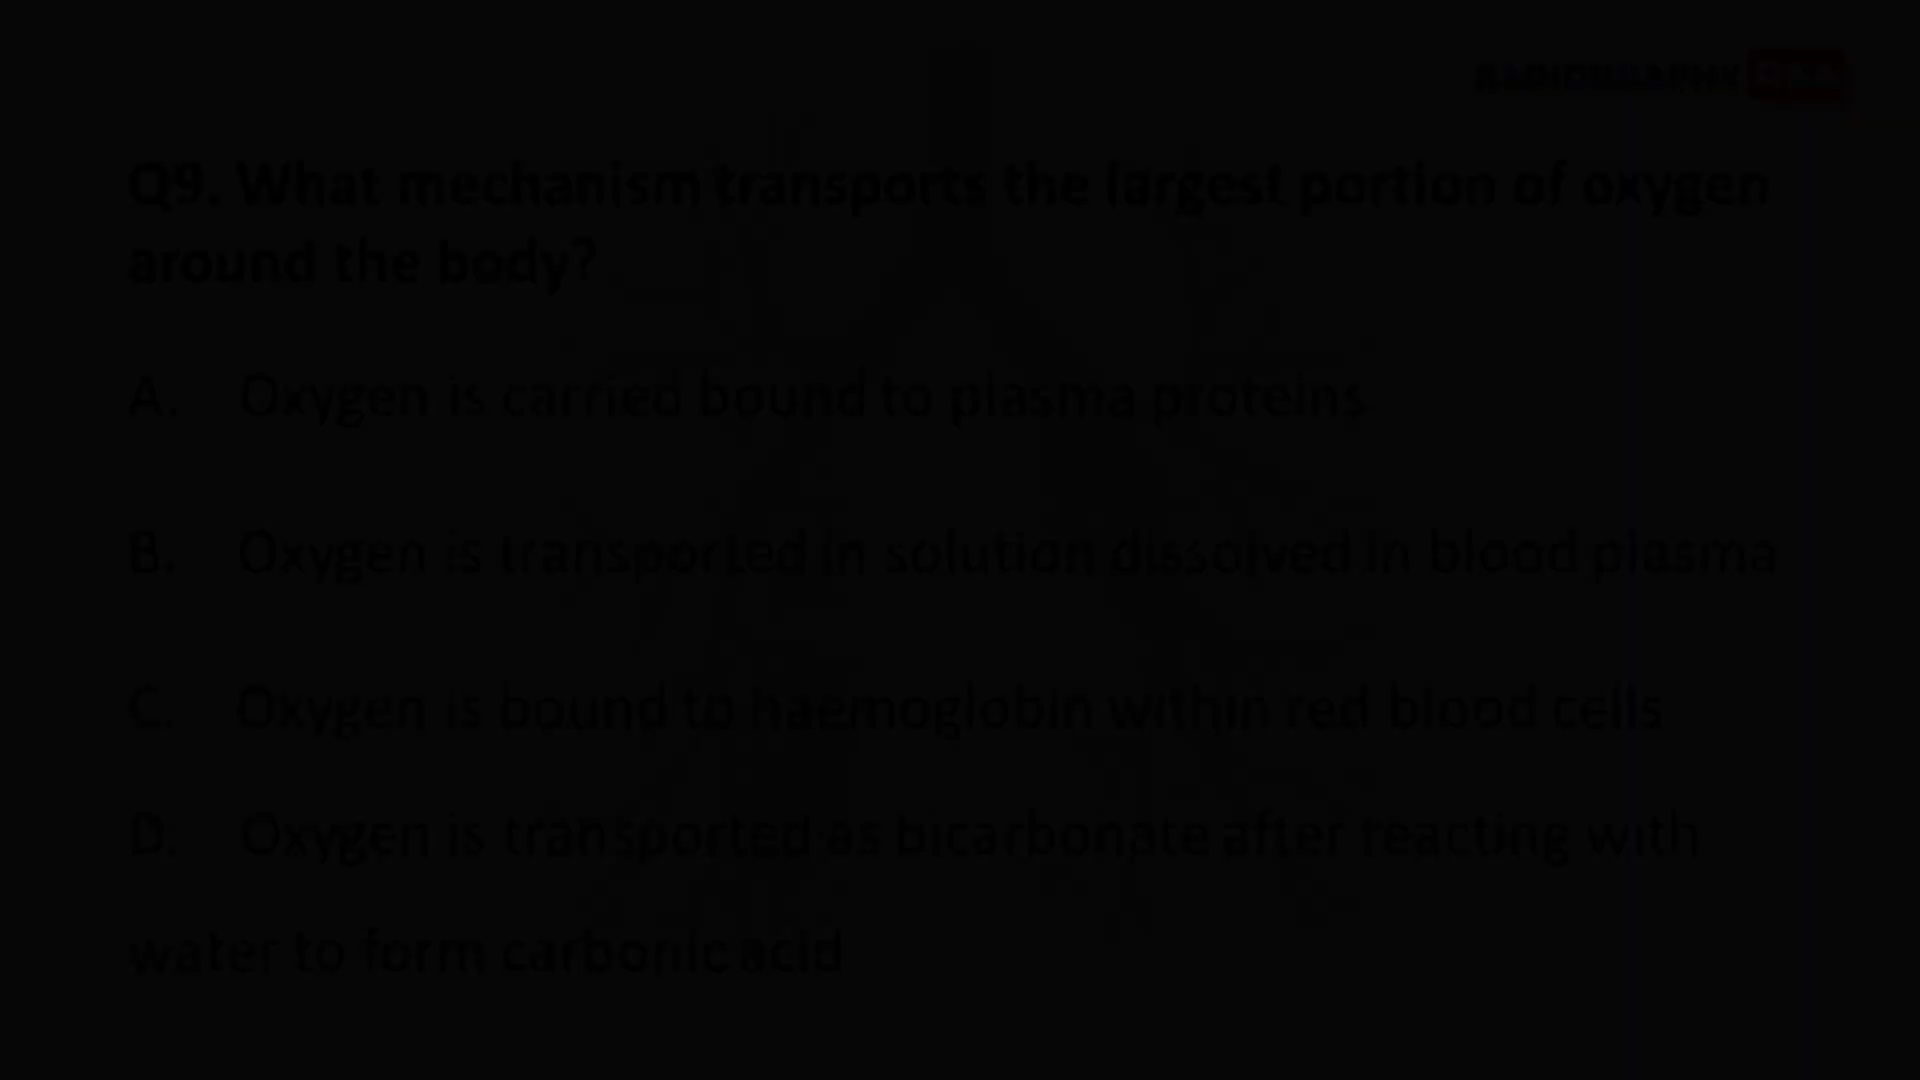 RADIOGRAPHY Q&A
Q9. What mechanism transports the largest portion of oxygen
around the body?
A. Oxygen is carried bound to plasma proteins
B. Oxygen is transported in solution dissolved in blood plasma
C. Oxygen is bound to haemoglobin within red blood cells
D. Oxygen is transported as bicarbonate after reacting with
water to form carbonic acid